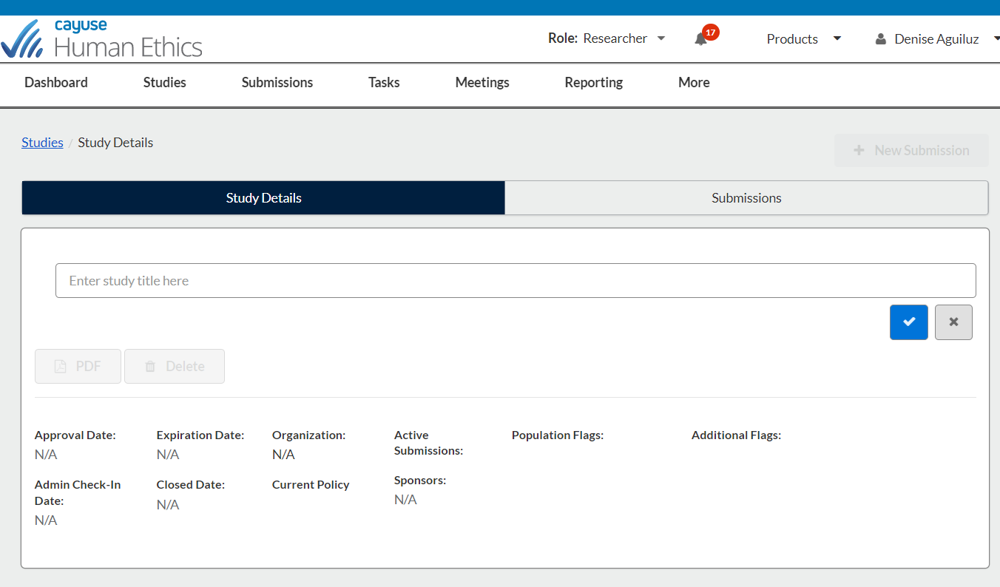 cayuse
Human Ethics
Role: Researcher
17
Products
Denise Aguiluz
Dashboard
Studies
Submissions
Tasks
Meetings
Reporting
More
Studies / Study Details
New Submission
Study Details
Submissions
Enter study title here
PDF
Delete
Approval Date:
N/A
Expiration Date:
N/A
Organization:
N/A
Active
Submissions:
Population Flags:
Additional Flags:
Admin Check-In
Date:
N/A
Closed Date:
N/A
Current Policy
Sponsors:
N/A